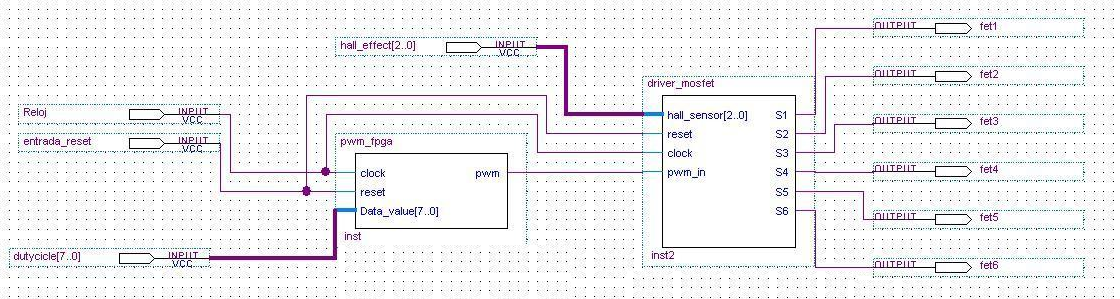 hall_effect[2..0] INPUT VCC
Reloj INPUT VCC
entrada_reset INPUT VCC
dutycicle[7..0] INPUT VCC
pwm_fpga
clock pwm
reset
Data_value[7..0]
inst
driver_mosfet
hall_sensor[2..0] S1
reset S2
clock S3
pwm_in S4
S5
S6
inst2
OUTPUT fet1
OUTPUT fet2
OUTPUT fet3
OUTPUT fet4
OUTPUT fet5
OUTPUT fet6